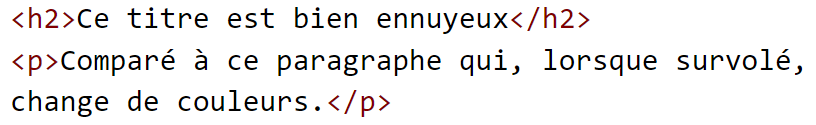 <h2>Ce titre est bien ennuyeux</h2>
<p>Comparé à ce paragraphe qui, lorsque survolé,
change de couleurs.</p>